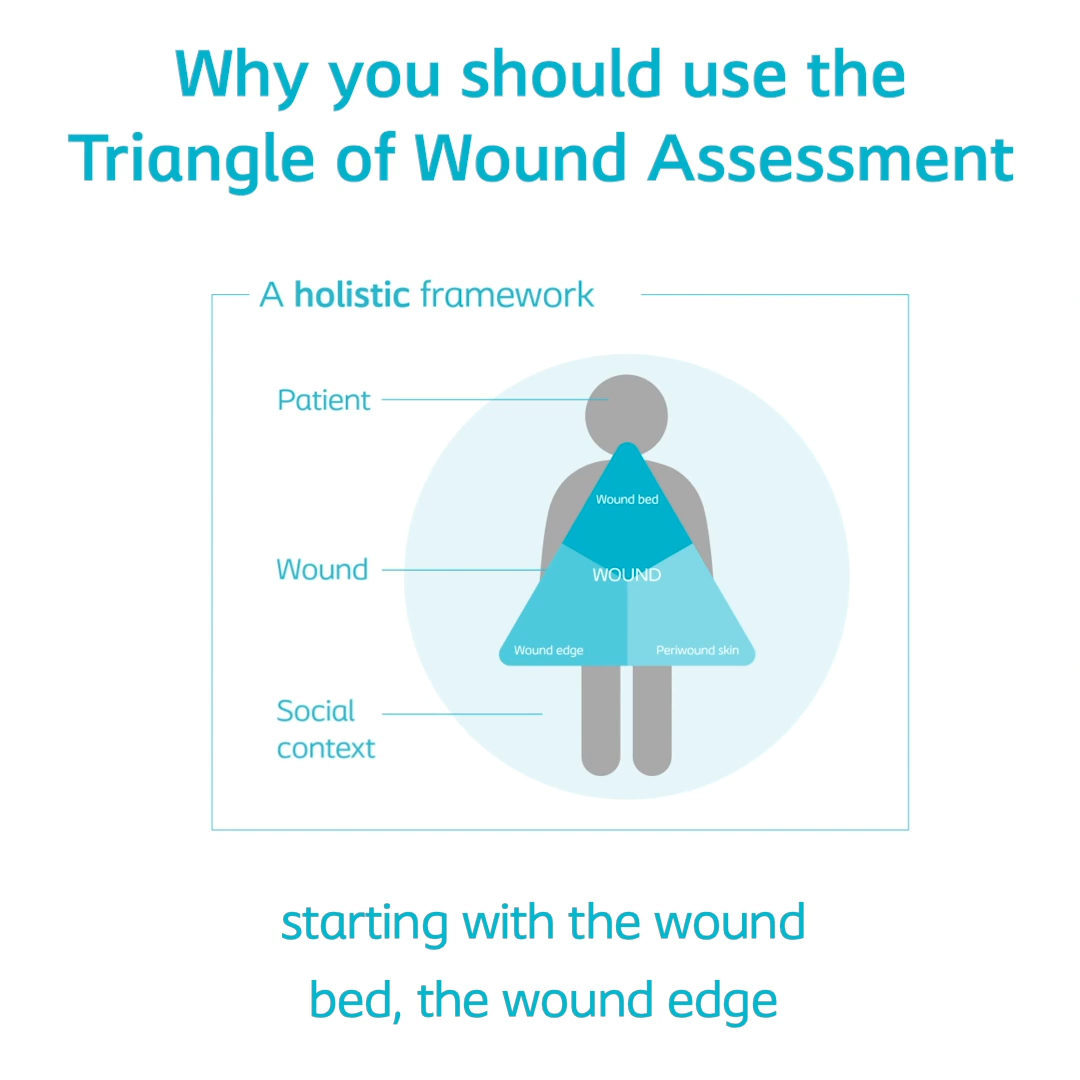 Why you should use the
Triangle of Wound Assessment
A holistic framework
Patient
Wound bed
Wound
WOUND
Wound edge
Periwound skin
Social
context
starting with the wound
bed, the wound edge